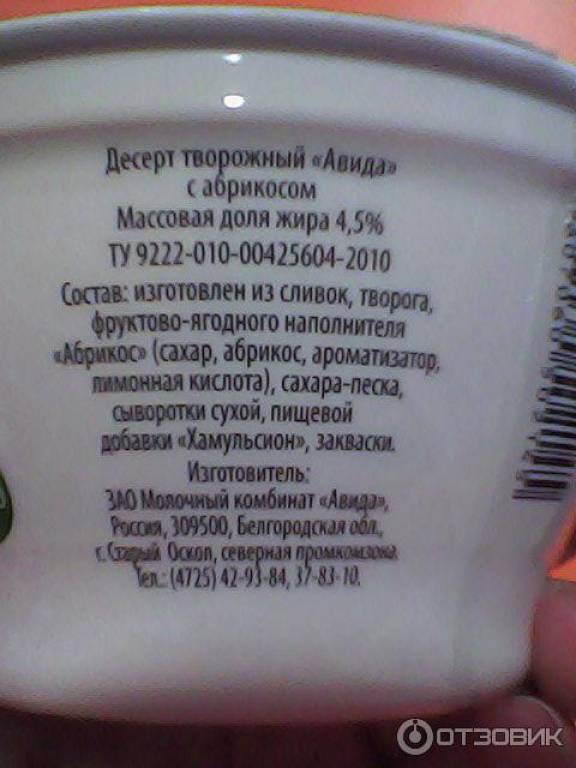 Десерт творожный «Авида»
с абрикосом
Массовая доля жира 4,5%
ТУ 9222-010-00425604-2010
Состав: изготовлен из сливок, творога,
фруктово-ягодного наполнителя
«Абрикос» (сахар, абрикос, ароматизатор,
лимонная кислота), сахара-песка,
сыворотки сухой, пищевой
добавки «Хамульсион», закваски.
Изготовитель:
ЗАО Молочный комбинат «Авида»,
Россия, 309500, Белгородская обл.,
г. Старый Оскол, северная промкомзона.
Тел.: (4725) 42-93-84, 37-83-10.
ОТЗОВИК